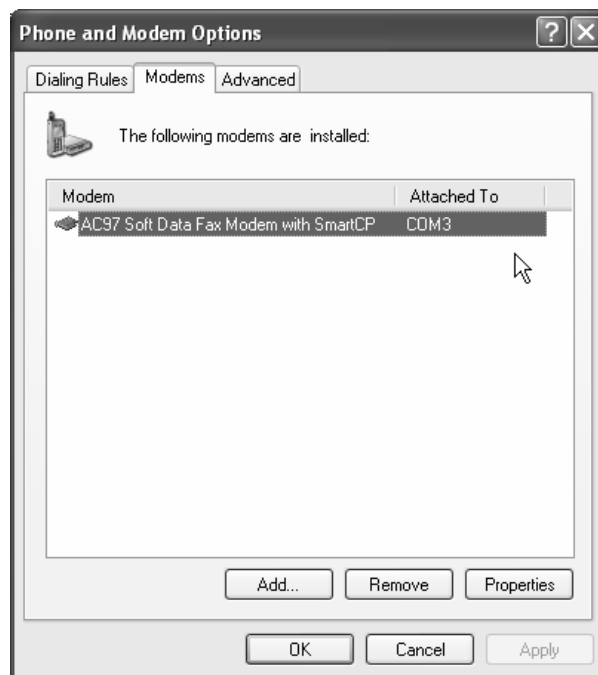 Phone and Modem Options
Dialing Rules Modems Advanced
The following modems are installed:
Modem Attached To
AC97 Soft Data Fax Modem with SmartCP COM3
Add... Remove Properties
OK Cancel Apply